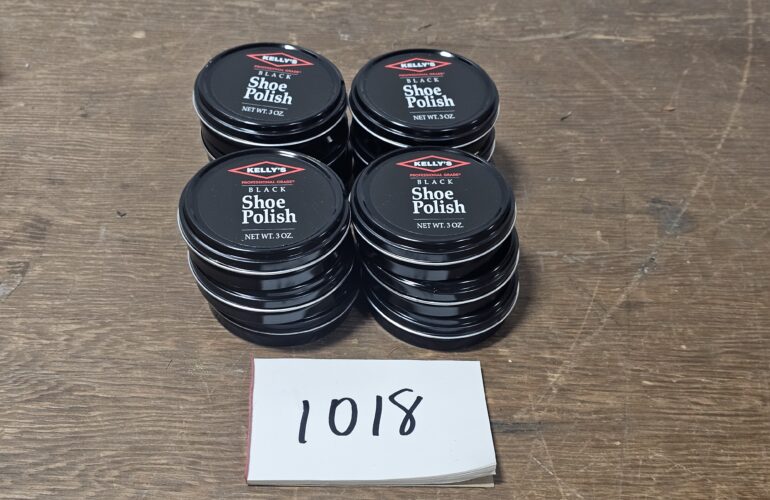 KELLY'S
PROFESSIONAL GRADE
BLACK
Shoe
Polish
NET WT. 3 OZ.
KELLY'S
PROFESSIONAL GRADE
BLACK
Shoe
Polish
NET WT. 3 OZ.
KELLY'S
PROFESSIONAL GRADE
BLACK
Shoe
Polish
NET WT. 3 OZ.
KELLY'S
PROFESSIONAL GRADE
BLACK
Shoe
Polish
NET WT. 3 OZ.
1018